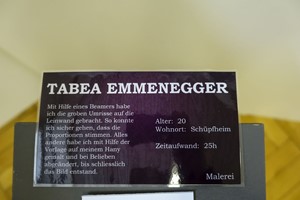 TABEA EMMENEGGER
Mit Hilfe eines Beamers habe
ich die groben Umrisse auf die
Leinwand gebracht. So konnte
ich sicher gehen, dass die
Proportionen stimmen. Alles
andere habe ich mit Hilfe der
Vorlage auf meinem Hany
gemalt und bei Belieben
abgeändert, bis schliesslich
das Bild entstand.
Alter: 20
Wohnort: Schüpfheim
Zeitaufwand: 25h
Malerei